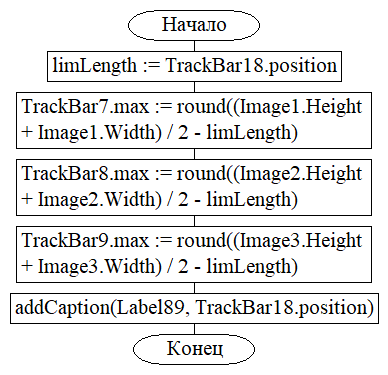 Начало
limLength := TrackBar18.position
TrackBar7.max := round((Image1.Height
+ Image1.Width) / 2 - limLength)
TrackBar8.max := round((Image2.Height
+ Image2.Width) / 2 - limLength)
TrackBar9.max := round((Image3.Height
+ Image3.Width) / 2 - limLength)
addCaption(Label89, TrackBar18.position)
Конец